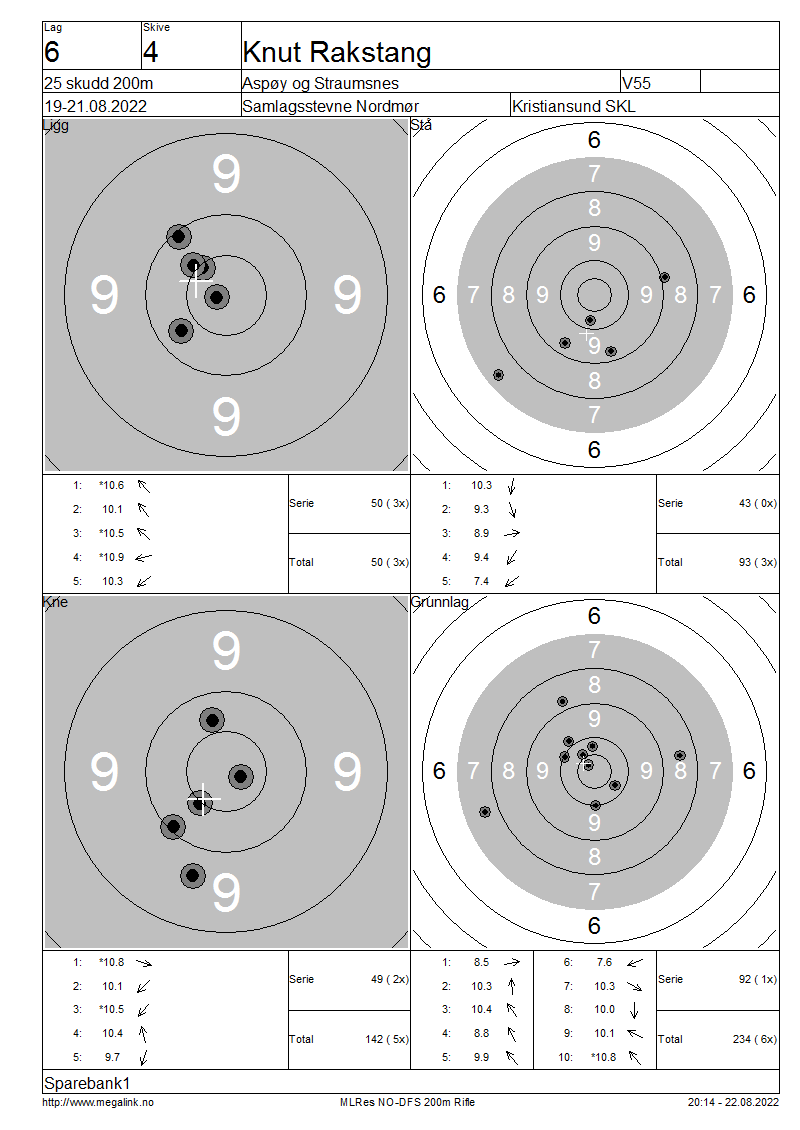 Lag Skive
6 4 Knut Rakstang
25 skudd 200m Aspøy og Straumsnes V55
19-21.08.2022 Samlagsstevne Nordmør Kristiansund SKL
Ligg
9
9 9
9
Stå
6
7
8
9
6 7 8 9 9 8 7 6
9
8
7
6
1: *10.6
2: 10.1
3: *10.5
4: *10.9
5: 10.3
Serie 50 ( 3x)
Total 50 ( 3x)
1: 10.3
2: 9.3
3: 8.9
4: 9.4
5: 7.4
Serie 43 ( 0x)
Total 93 ( 3x)
Kne
9
9 9
9
Grunnlag
6
7
8
9
6 7 8 9 9 8 7 6
9
8
7
6
1: *10.8
2: 10.1
3: *10.5
4: 10.4
5: 9.7
Serie 49 ( 2x)
Total 142 ( 5x)
1: 8.5 6: 7.6
2: 10.3 7: 10.3
3: 10.4 8: 10.0
4: 8.8 9: 10.1
5: 9.9 10: *10.8
Serie 92 ( 1x)
Total 234 ( 6x)
Sparebank1
http://www.megalink.no MLRes NO-DFS 200m Rifle 20:14 - 22.08.2022